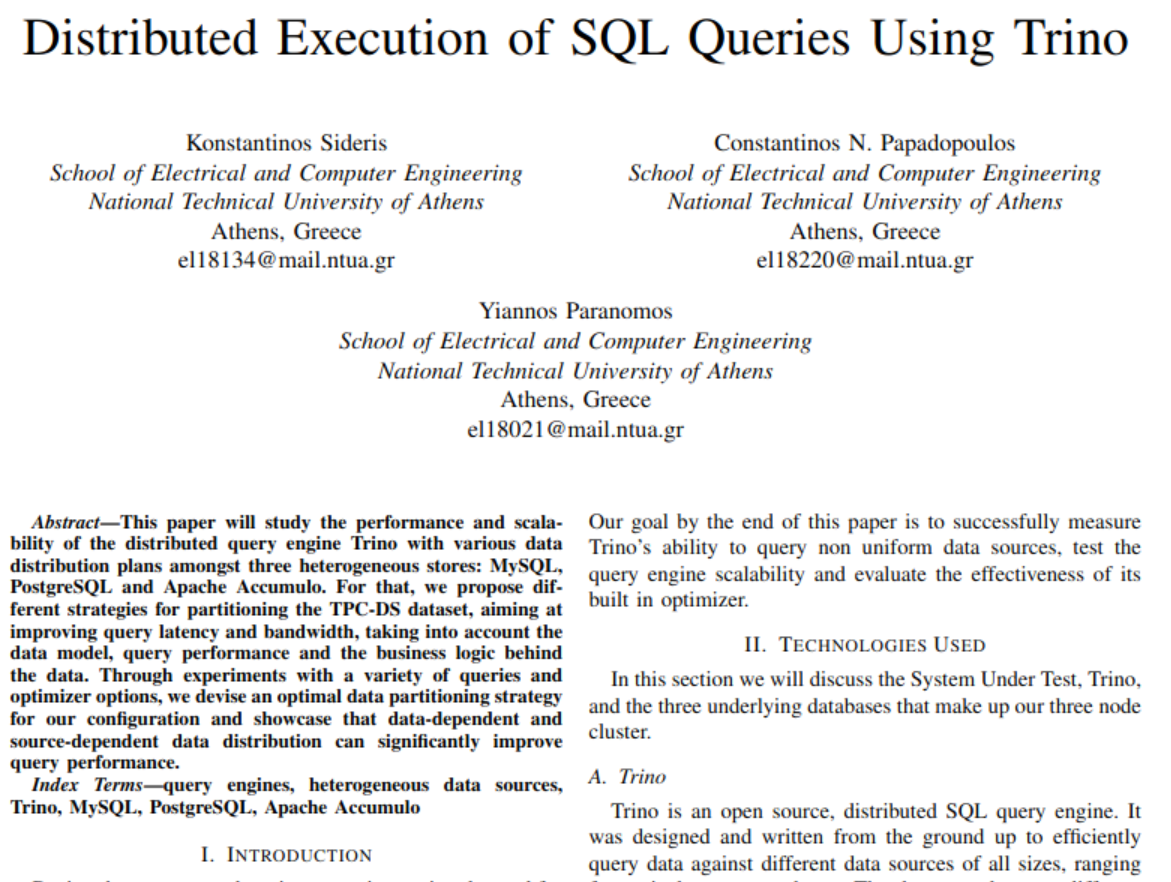 Distributed Execution of SQL Queries Using Trino
Konstantinos Sideris
School of Electrical and Computer Engineering
National Technical University of Athens
Athens, Greece
el18134@mail.ntua.gr
Constantinos N. Papadopoulos
School of Electrical and Computer Engineering
National Technical University of Athens
Athens, Greece
el18220@mail.ntua.gr
Yiannos Paranomos
School of Electrical and Computer Engineering
National Technical University of Athens
Athens, Greece
el18021@mail.ntua.gr
Abstract—This paper will study the performance and scala-
bility of the distributed query engine Trino with various data
distribution plans amongst three heterogeneous stores: MySQL,
PostgreSQL and Apache Accumulo. For that, we propose dif-
ferent strategies for partitioning the TPC-DS dataset, aiming at
improving query latency and bandwidth, taking into account the
data model, query performance and the business logic behind
the data. Through experiments with a variety of queries and
optimizer options, we devise an optimal data partitioning strategy
for our configuration and showcase that data-dependent and
source-dependent data distribution can significantly improve
query performance.
Index Terms—query engines, heterogeneous data sources,
Trino, MySQL, PostgreSQL, Apache Accumulo
I. INTRODUCTION
Our goal by the end of this paper is to successfully measure
Trino's ability to query non uniform data sources, test the
query engine scalability and evaluate the effectiveness of its
built in optimizer.
II. TECHNOLOGIES USED
In this section we will discuss the System Under Test, Trino,
and the three underlying databases that make up our three node
cluster.
A. Trino
Trino is an open source, distributed SQL query engine. It
was designed and written from the ground up to efficiently
query data against different data sources of all sizes, ranging